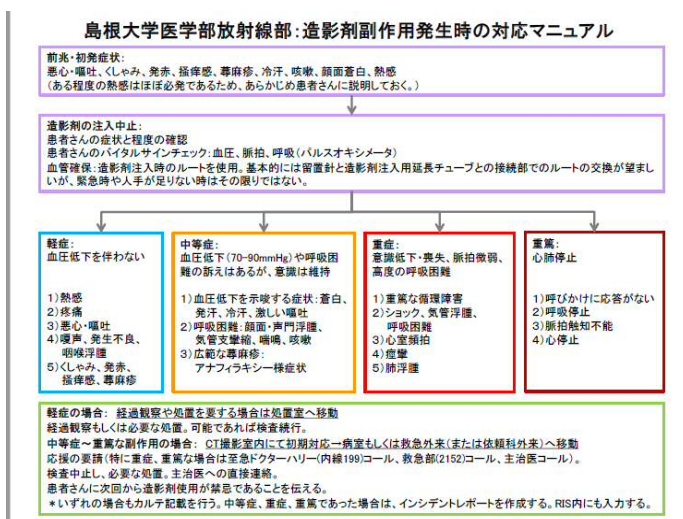 島根大学医学部放射線部：造影剤副作用発生時の対応マニュアル
前兆・初発症状：
悪心・嘔吐、くしゃみ、発赤、掻痒感、蕁麻疹、冷汗、咳嗽、顔面蒼白、熱感
（ある程度の熱感はほぼ必発であるため、あらかじめ患者さんに説明しておく。）
造影剤の注入中止：
患者さんの症状と程度の確認
患者さんのバイタルサインチェック：血圧、脈拍、呼吸（パルスオキシメータ）
血管確保：造影剤注入時のルートを使用。基本的には留置針と造影剤注入用延長チューブとの接続部でのルートの交換が望まし
いが、緊急時や人手が足りない時はその限りではない。
軽症：
血圧低下を伴わない
1)熱感
2)疼痛
3)悪心・嘔吐
4)嗄声、発生不良、
咽喉浮腫
5)くしゃみ、発赤、
掻痒感、蕁麻疹
中等症：
血圧低下（70-90mmHg）や呼吸困
難の訴えはあるが、意識は維持
1)血圧低下を示唆する症状：蒼白、
発汗、冷汗、激しい嘔吐
2)呼吸困難：顔面・声門浮腫、
気管支攣縮、喘鳴、咳嗽
3)広範な蕁麻疹：
アナフィラキシー様症状
重症：
意識低下・喪失、脈拍微弱、
高度の呼吸困難
1)重篤な循環障害
2)ショック、気管浮腫、
呼吸困難
3)心室頻拍
4)痙攣
5)肺浮腫
重篤：
心肺停止
1)呼びかけに応答がない
2)呼吸停止
3)脈拍触知不能
4)心停止
軽症の場合： 経過観察や処置を要する場合は処置室へ移動
経過観察もしくは必要な処置。可能であれば検査続行。
中等症～重篤な副作用の場合： CT撮影室内にて初期対応→病室もしくは救急外来（または依頼科外来）へ移動
応援の要請（特に重症、重篤な場合は至急ドクターハリー（内線199）コール、救急部（2152）コール、主治医コール）。
検査中止し、必要な処置。主治医への直接連絡。
患者さんに次回から造影剤使用が禁忌であることを伝える。
＊いずれの場合もカルテ記載を行う。中等症、重症、重篤であった場合は、インシデントレポートを作成する。RIS内にも入力する。